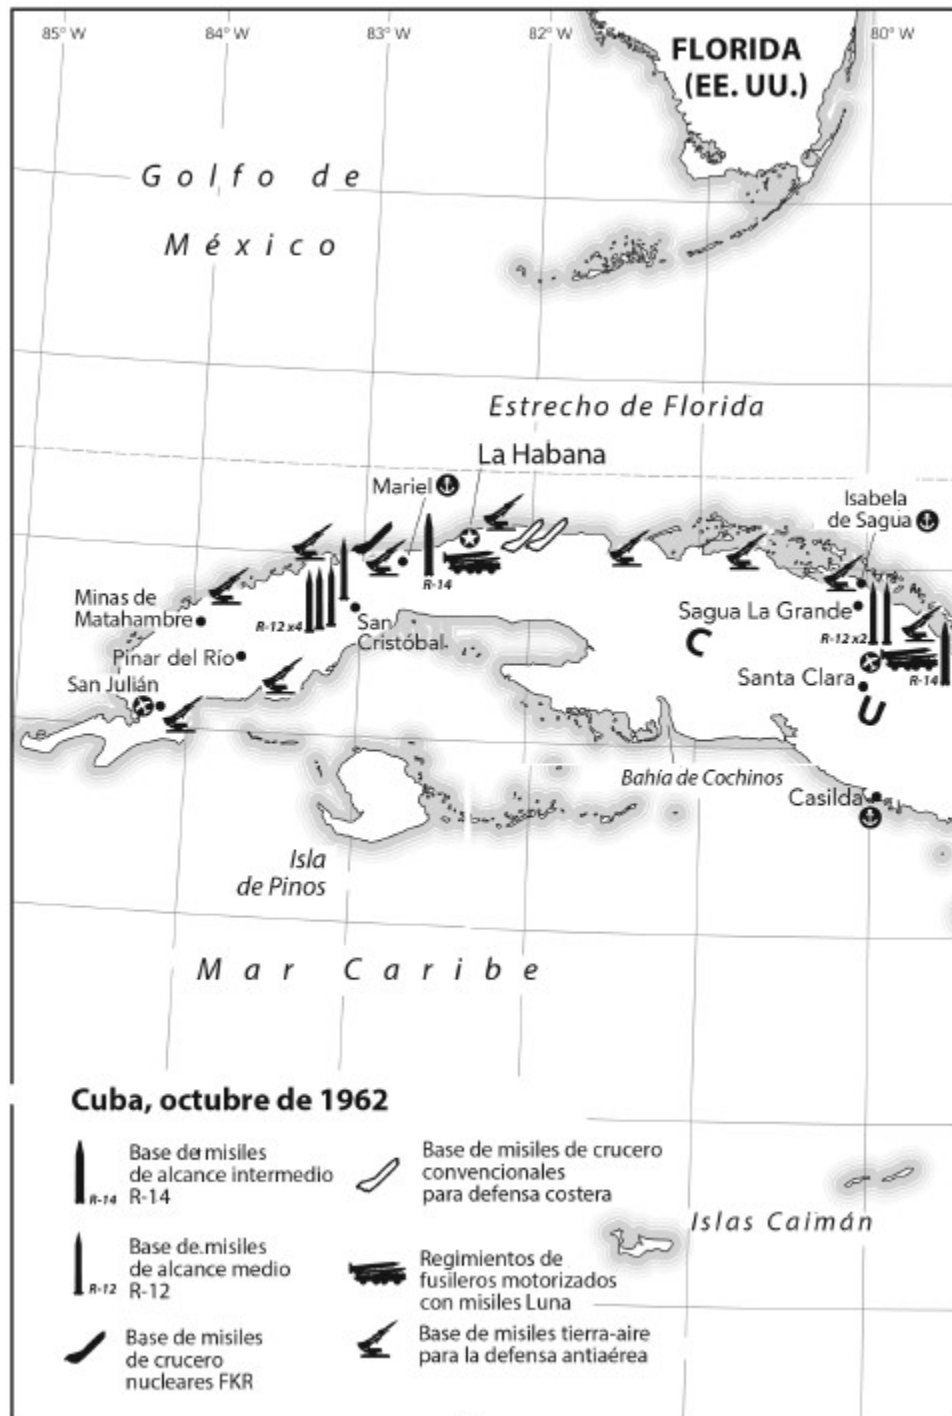 85° W
84° W
83° W
82° W
80° W
FLORIDA
(EE. UU.)
Golfo de
México
Estrecho de Florida
La Habana
Mariel
Isabela
de Sagua
R-14
Minas de
Matahambre
R-12 x4
San
Cristóbal
Sagua La Grande
R-12 x2
Pinar del Río
San Julián
Santa Clara
R-14
C
U
Bahía de Cochinos
Casilda
Isla
de Pinos
Mar Caribe
Cuba, octubre de 1962
R-14
Base de misiles
de alcance intermedio
R-14
R-12
Base de misiles
de alcance medio
R-12
Base de misiles
de crucero
nucleares FKR
Base de misiles de crucero
convencionales
para defensa costera
Regimientos de
fusileros motorizados
con misiles Luna
Base de misiles tierra-aire
para la defensa antiaérea
Islas Caimán